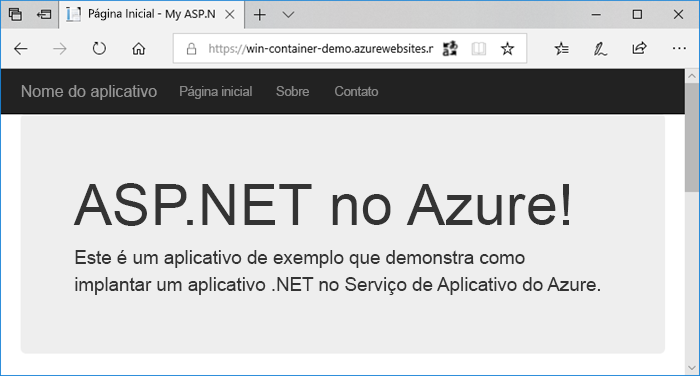 Página Inicial - My ASP.N
https://win-container-demo.azurewebsites.n
Nome do aplicativo Página inicial Sobre Contato
ASP.NET no Azure!
Este é um aplicativo de exemplo que demonstra como
implantar um aplicativo .NET no Serviço de Aplicativo do Azure.